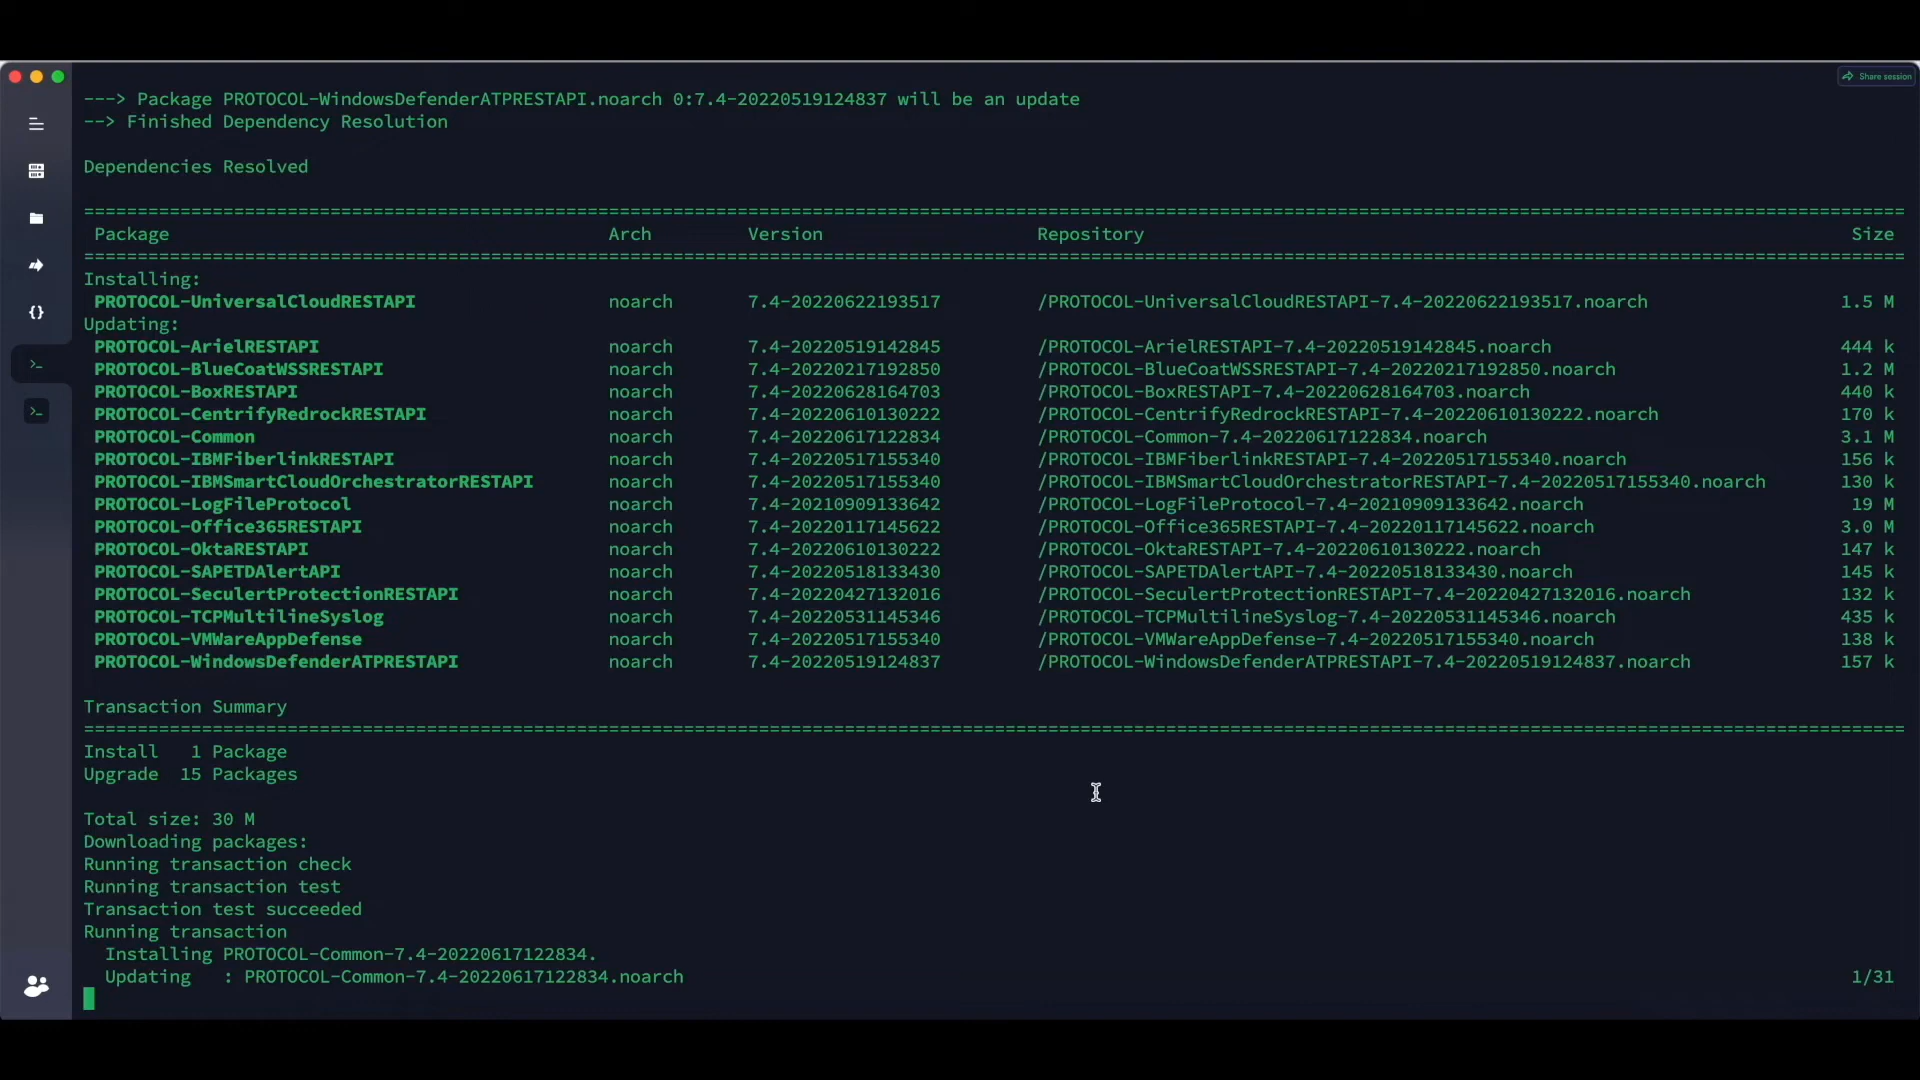 Share session
---> Package PROTOCOL-WindowsDefenderATPRESTAPI.noarch 0:7.4-20220519124837 will be an update
--> Finished Dependency Resolution
Dependencies Resolved
================================================================================
Package Arch Version Repository Size
================================================================================
Installing:
PROTOCOL-UniversalCloudRESTAPI noarch 7.4-20220622193517 /PROTOCOL-UniversalCloudRESTAPI-7.4-20220622193517.noarch 1.5 M
Updating:
PROTOCOL-ArielRESTAPI noarch 7.4-20220519142845 /PROTOCOL-ArielRESTAPI-7.4-20220519142845.noarch 444 k
PROTOCOL-BlueCoatWSSRESTAPI noarch 7.4-20220217192850 /PROTOCOL-BlueCoatWSSRESTAPI-7.4-20220217192850.noarch 1.2 M
PROTOCOL-BoxRESTAPI noarch 7.4-20220628164703 /PROTOCOL-BoxRESTAPI-7.4-20220628164703.noarch 440 k
PROTOCOL-CentrifyRedrockRESTAPI noarch 7.4-20220610130222 /PROTOCOL-CentrifyRedrockRESTAPI-7.4-20220610130222.noarch 170 k
PROTOCOL-Common noarch 7.4-20220617122834 /PROTOCOL-Common-7.4-20220617122834.noarch 3.1 M
PROTOCOL-IBMFiberlinkRESTAPI noarch 7.4-20220517155340 /PROTOCOL-IBMFiberlinkRESTAPI-7.4-20220517155340.noarch 156 k
PROTOCOL-IBMSmartCloudOrchestratorRESTAPI noarch 7.4-20220517155340 /PROTOCOL-IBMSmartCloudOrchestratorRESTAPI-7.4-20220517155340.noarch 130 k
PROTOCOL-LogFileProtocol noarch 7.4-20210909133642 /PROTOCOL-LogFileProtocol-7.4-20210909133642.noarch 19 M
PROTOCOL-Office365RESTAPI noarch 7.4-20220117145622 /PROTOCOL-Office365RESTAPI-7.4-20220117145622.noarch 3.0 M
PROTOCOL-OktaRESTAPI noarch 7.4-20220610130222 /PROTOCOL-OktaRESTAPI-7.4-20220610130222.noarch 147 k
PROTOCOL-SAPETDAlertAPI noarch 7.4-20220518133430 /PROTOCOL-SAPETDAlertAPI-7.4-20220518133430.noarch 145 k
PROTOCOL-SeculertProtectionRESTAPI noarch 7.4-20220427132016 /PROTOCOL-SeculertProtectionRESTAPI-7.4-20220427132016.noarch 132 k
PROTOCOL-TCPMultilineSyslog noarch 7.4-20220531145346 /PROTOCOL-TCPMultilineSyslog-7.4-20220531145346.noarch 435 k
PROTOCOL-VMWareAppDefense noarch 7.4-20220517155340 /PROTOCOL-VMWareAppDefense-7.4-20220517155340.noarch 138 k
PROTOCOL-WindowsDefenderATPRESTAPI noarch 7.4-20220519124837 /PROTOCOL-WindowsDefenderATPRESTAPI-7.4-20220519124837.noarch 157 k
Transaction Summary
================================================================================
Install 1 Package
Upgrade 15 Packages
Total size: 30 M
Downloading packages:
Running transaction check
Running transaction test
Transaction test succeeded
Running transaction
Installing PROTOCOL-Common-7.4-20220617122834.
Updating : PROTOCOL-Common-7.4-20220617122834.noarch 1/31